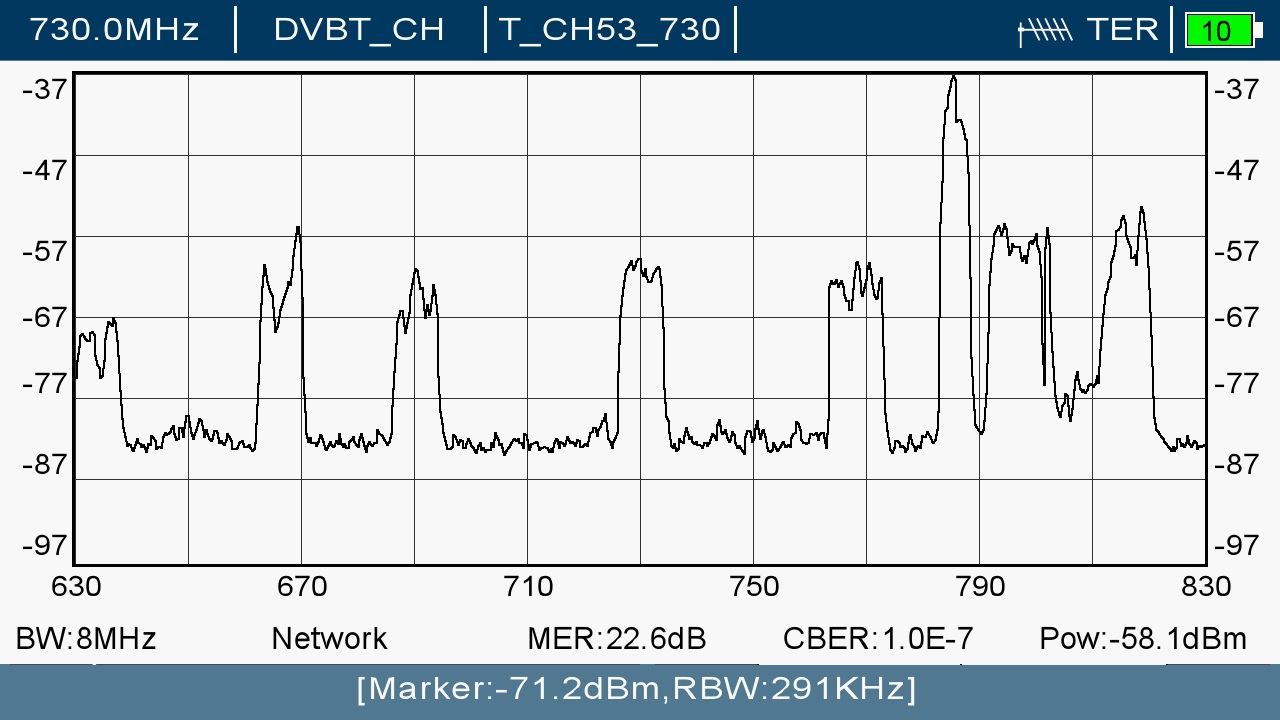 730.0MHz DVBT_CH T_CH53_730 TER 10
-37 -37
-47 -47
-57 -57
-67 -67
-77 -77
-87 -87
-97 -97
630 670 710 750 790 830
BW:8MHz Network MER:22.6dB CBER:1.0E-7 Pow:-58.1dBm
[Marker:-71.2dBm,RBW:291KHz]